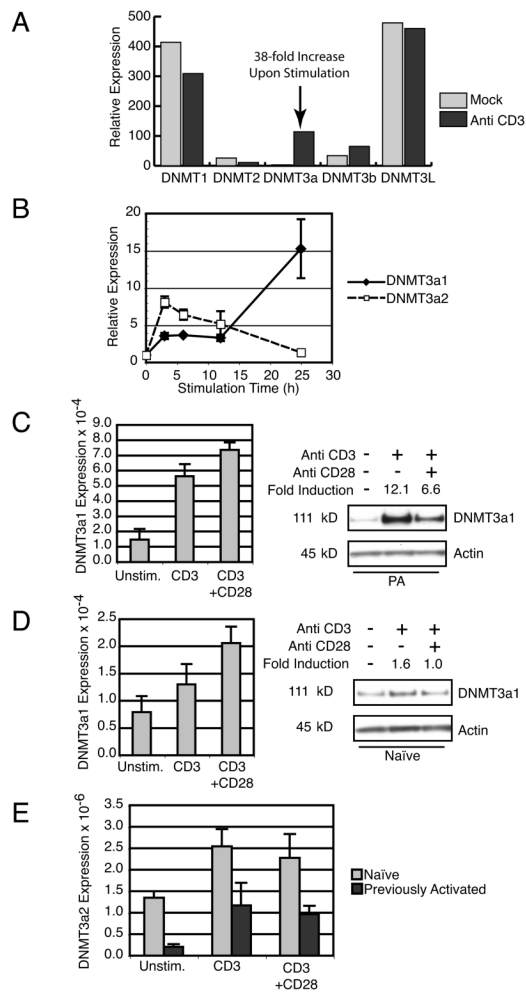 A
Relative Expression
500
400
300
200
100
0
38-fold Increase
Upon Stimulation
Mock
Anti CD3
DNMT1 DNMT2 DNMT3a DNMT3b DNMT3L
B
Relative Expression
20
15
10
5
0
0 5 10 15 20 25 30
Stimulation Time (h)
DNMT3a1
DNMT3a2
C
DNMT3a1 Expression x 10-4
9.0
8.0
7.0
6.0
5.0
4.0
3.0
2.0
1.0
0.0
Unstim. CD3 CD3
+CD28
Anti CD3 - + +
Anti CD28 - - +
Fold Induction - 12.1 6.6
111 kD DNMT3a1
45 kD Actin
PA
D
DNMT3a1 Expression x 10-4
2.5
2.0
1.5
1.0
0.5
0.0
Unstim. CD3 CD3
+CD28
Anti CD3 - + +
Anti CD28 - - +
Fold Induction - 1.6 1.0
111 kD DNMT3a1
45 kD Actin
Naïve
E
DNMT3a2 Expression x 10-6
3.5
3.0
2.5
2.0
1.5
1.0
0.5
0.0
Unstim. CD3 CD3
+CD28
Naïve
Previously Activated